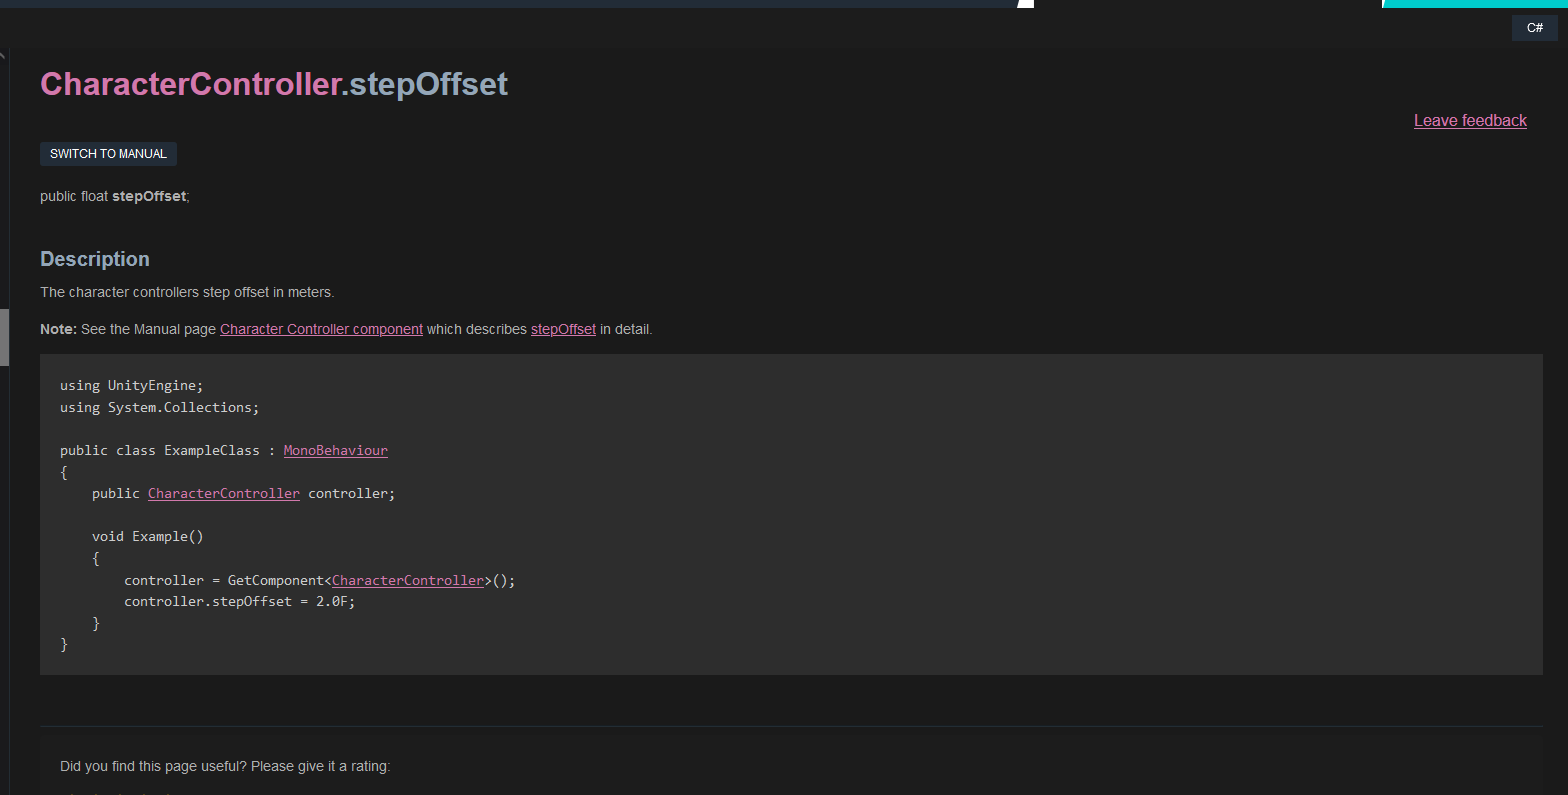 C#
CharacterController.stepOffset
Leave feedback
SWITCH TO MANUAL
public float stepOffset;
Description
The character controllers step offset in meters.
Note: See the Manual page Character Controller component which describes stepOffset in detail.
using UnityEngine;
using System.Collections;
public class ExampleClass : MonoBehaviour
{
    public CharacterController controller;
    void Example()
    {
        controller = GetComponent<CharacterController>();
        controller.stepOffset = 2.0F;
    }
}
Did you find this page useful? Please give it a rating: